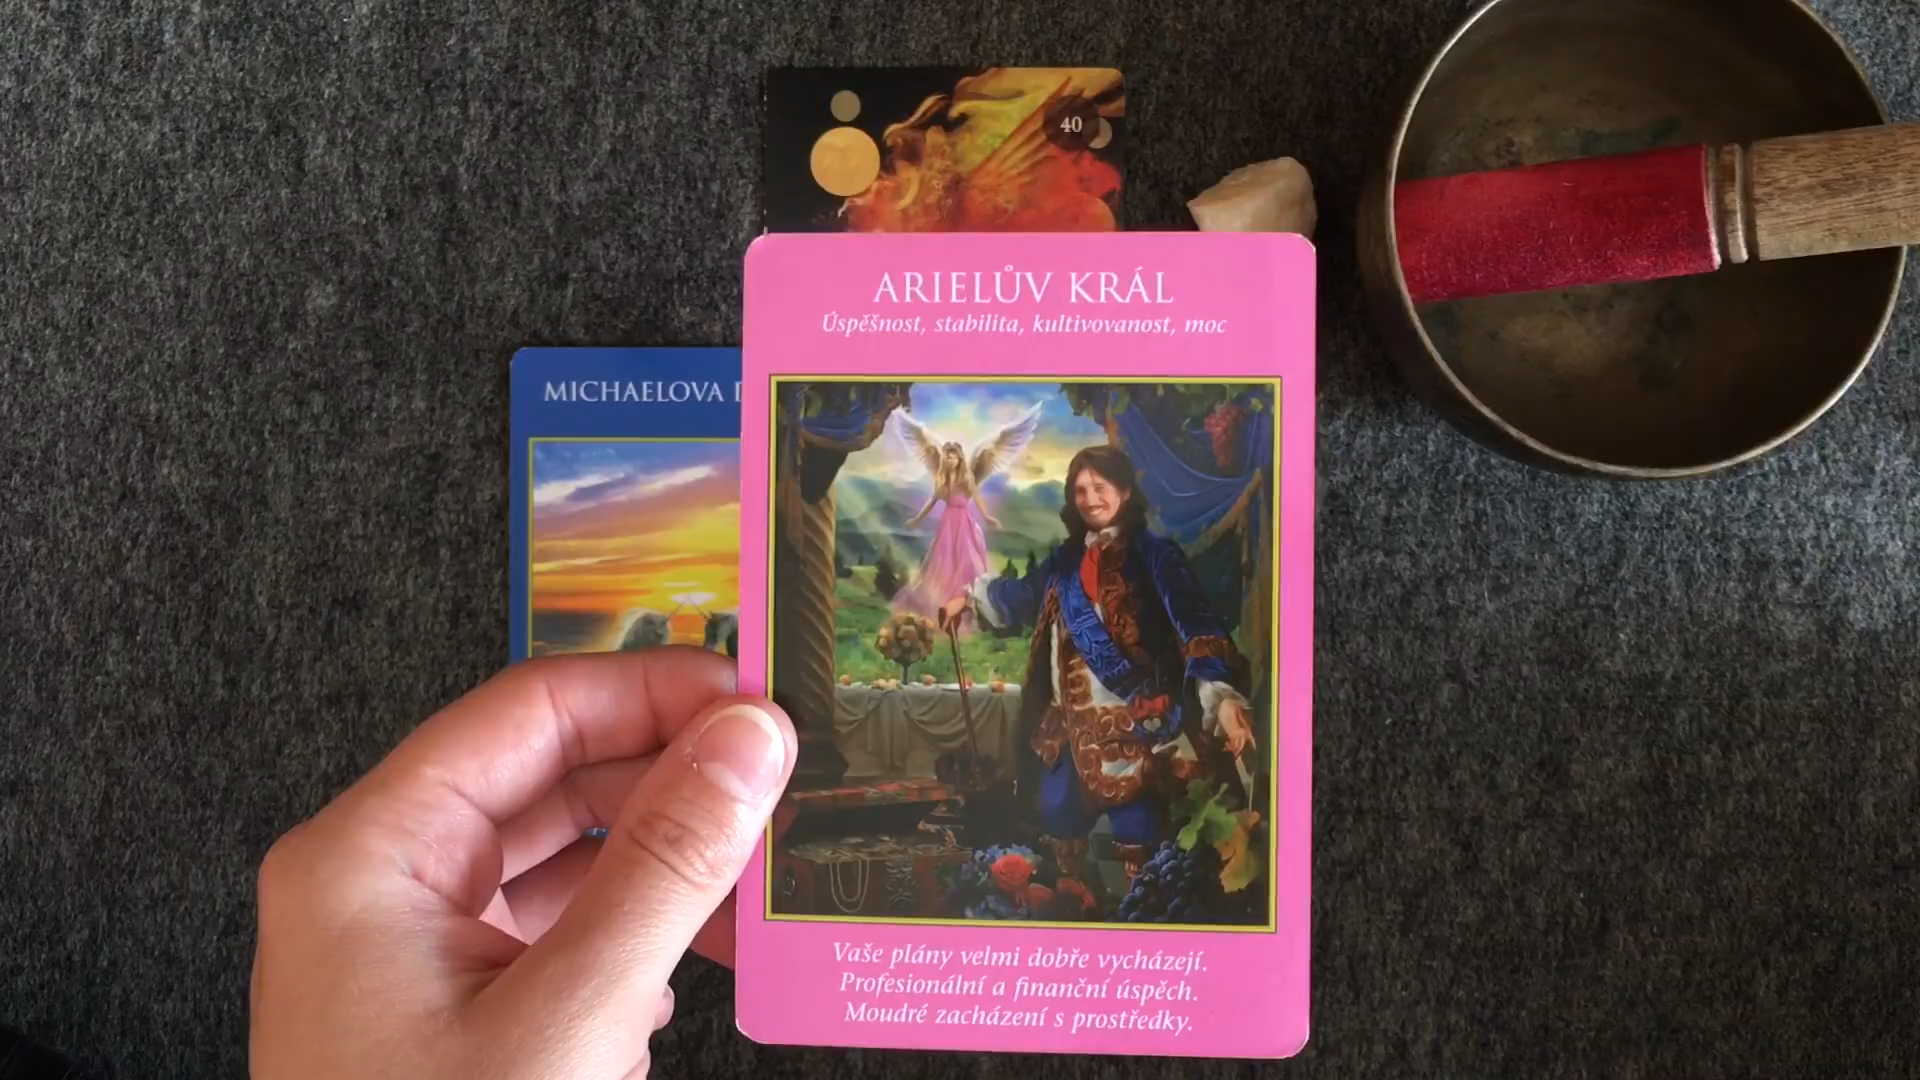 40
ARIELŮV KRÁL
Úspěšnost, stabilita, kultivovanost, moc
MICHAELOVA
Vaše plány velmi dobře vycházejí.
Profesionální a finanční úspěch.
Moudré zacházení s prostředky.